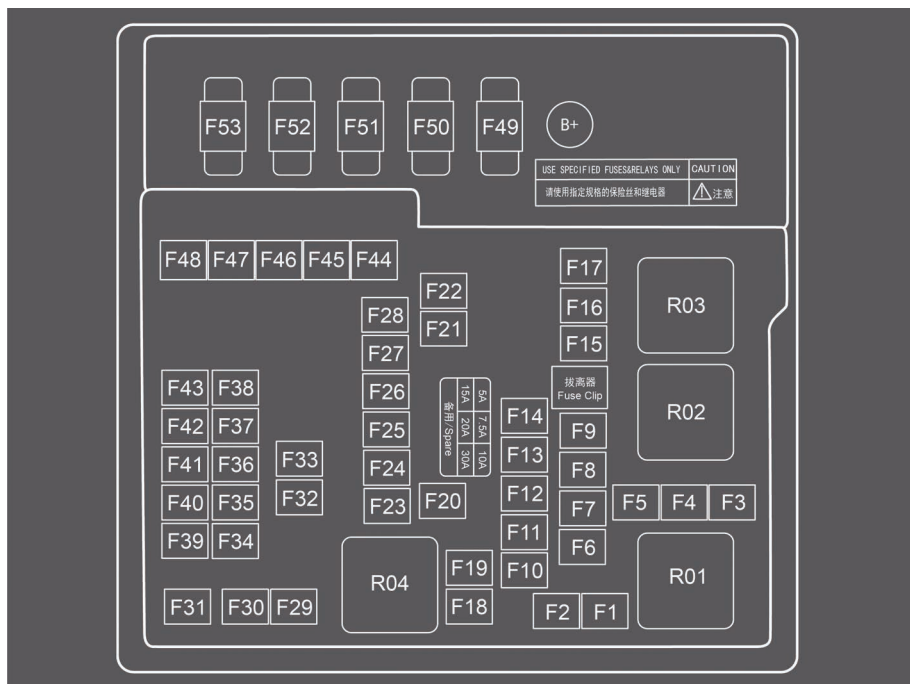 F53 F52 F51 F50 F49 B+
USE SPECIFIED FUSES&RELAYS ONLY CAUTION
请使用指定规格的保险丝和继电器 注意
F48 F47 F46 F45 F44
F22
F21
F28
F27
F26
F25
F24
F23
F17
F16
F15
R03
拔离器
Fuse Clip
R02
F43 F38
F42 F37
F41 F36
F40 F35
F39 F34
F33
F32
5A 7.5A 10A
15A 20A 30A
备用/Spare
F20
F14
F13
F12
F11
F10
F9
F8
F7
F6
F5 F4 F3
R04
F19
F18
R01
F31 F30 F29
F2 F1